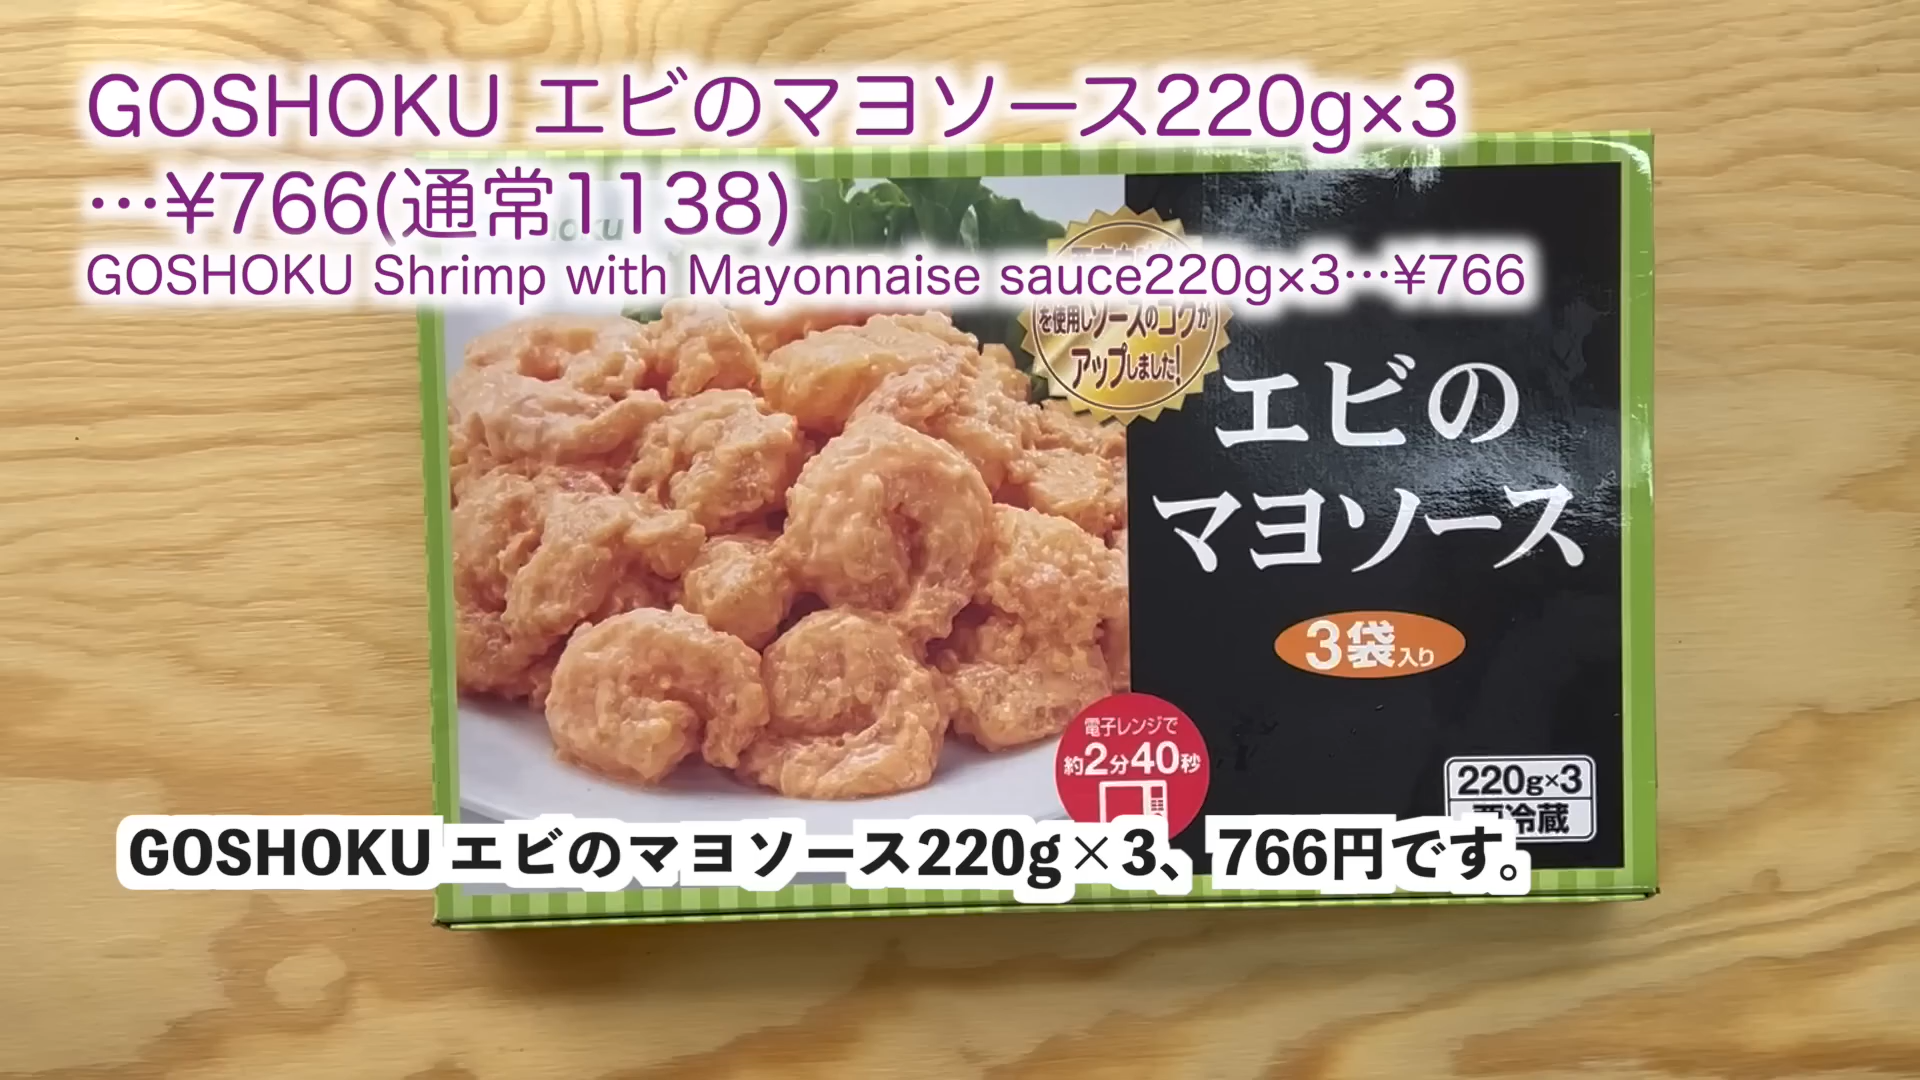 GOSHOKU エビのマヨソース220g×3
…¥766(通常1138)
GOSHOKU Shrimp with Mayonnaise sauce220g×3…¥766
を使用しソースのコクが
アップしました!
エビの
マヨソース
3袋入り
電子レンジで
約2分40秒
220g×3
要冷蔵
GOSHOKU エビのマヨソース220g×3、766円です。